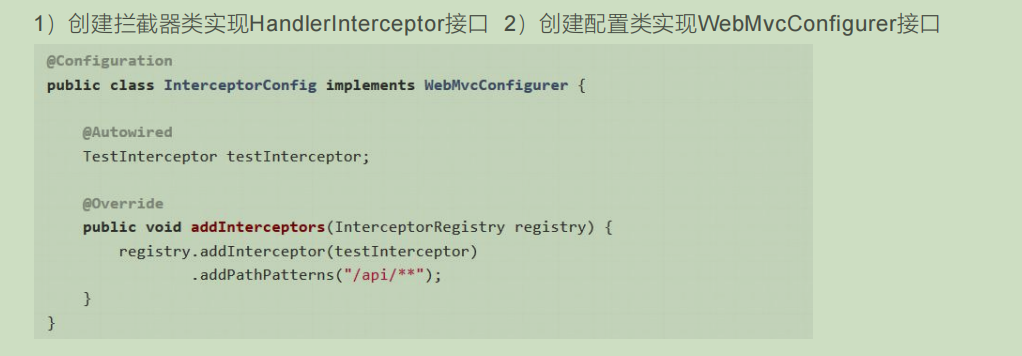 1）创建拦截器类实现HandlerInterceptor接口 2）创建配置类实现WebMvcConfigurer接口
@Configuration
public class InterceptorConfig implements WebMvcConfigurer {
@Autowired
TestInterceptor testInterceptor;
@Override
public void addInterceptors(InterceptorRegistry registry) {
registry.addInterceptor(testInterceptor)
.addPathPatterns("/api/**");
}
}